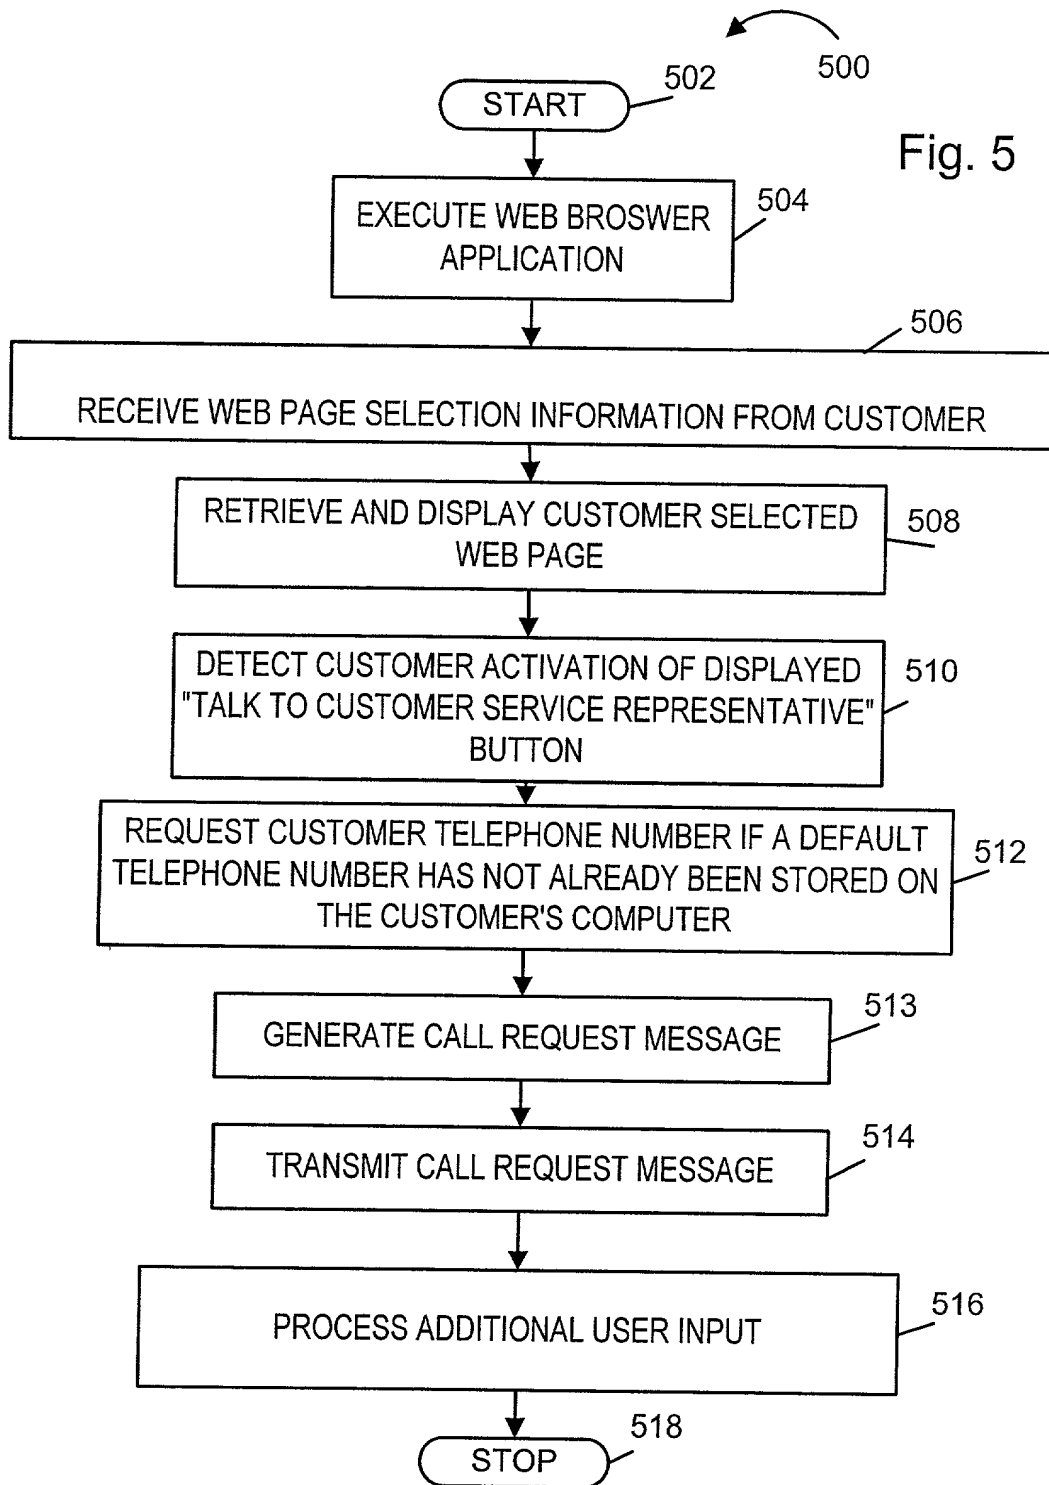 500
502
START
Fig. 5
504
EXECUTE WEB BROSWER
APPLICATION
506
RECEIVE WEB PAGE SELECTION INFORMATION FROM CUSTOMER
RETRIEVE AND DISPLAY CUSTOMER SELECTED
WEB PAGE
508
DETECT CUSTOMER ACTIVATION OF DISPLAYED
"TALK TO CUSTOMER SERVICE REPRESENTATIVE"
BUTTON
510
REQUEST CUSTOMER TELEPHONE NUMBER IF A DEFAULT
TELEPHONE NUMBER HAS NOT ALREADY BEEN STORED ON
THE CUSTOMER'S COMPUTER
512
513
GENERATE CALL REQUEST MESSAGE
514
TRANSMIT CALL REQUEST MESSAGE
516
PROCESS ADDITIONAL USER INPUT
518
STOP